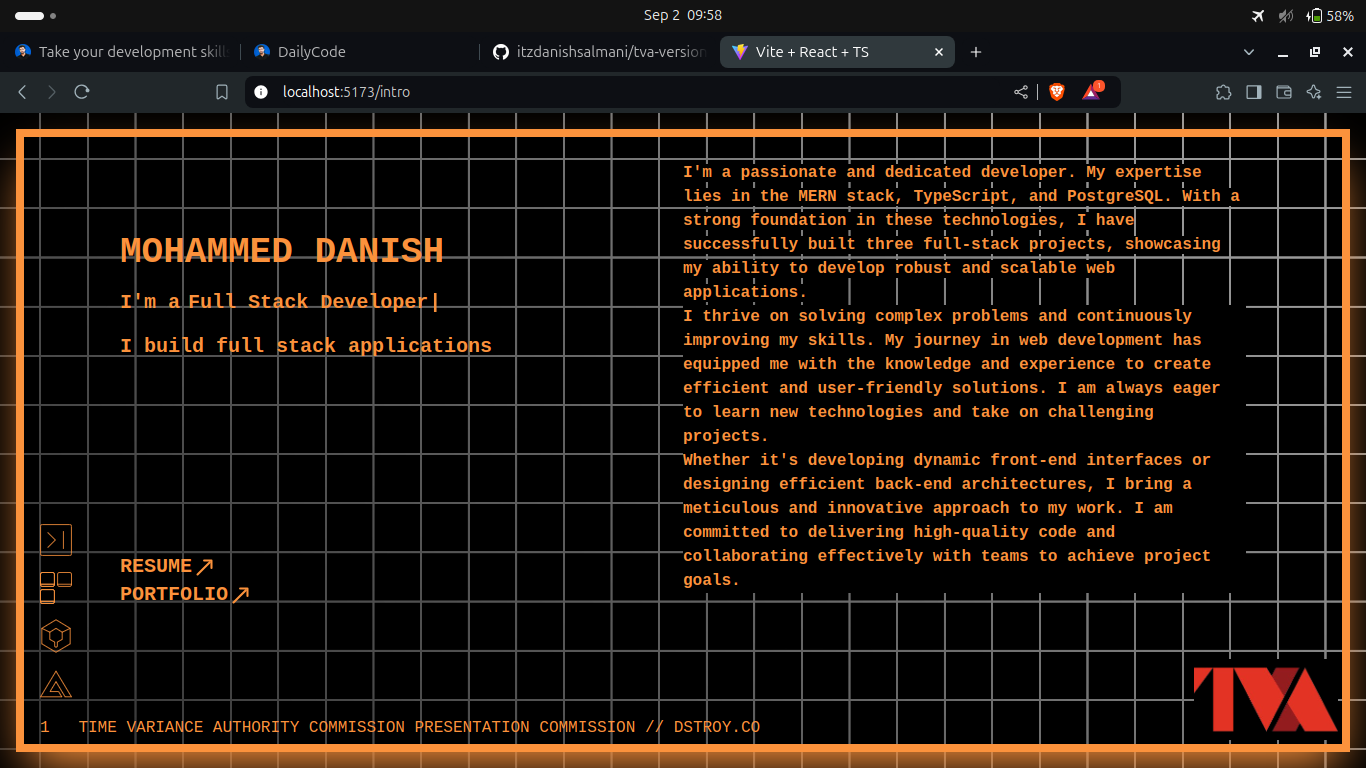 Sep 2 09:58
58%
Take your development skill
DailyCode
itzdanishsalmani/tva-version
Vite + React + TS
localhost:5173/intro
1
MOHAMMED DANISH
I'm a Full Stack Developer|
I build full stack applications
I'm a passionate and dedicated developer. My expertise
lies in the MERN stack, TypeScript, and PostgreSQL. With a
strong foundation in these technologies, I have
successfully built three full-stack projects, showcasing
my ability to develop robust and scalable web
applications.
I thrive on solving complex problems and continuously
improving my skills. My journey in web development has
equipped me with the knowledge and experience to create
efficient and user-friendly solutions. I am always eager
to learn new technologies and take on challenging
projects.
Whether it's developing dynamic front-end interfaces or
designing efficient back-end architectures, I bring a
meticulous and innovative approach to my work. I am
committed to delivering high-quality code and
collaborating effectively with teams to achieve project
goals.
RESUME
PORTFOLIO
TVA
1 TIME VARIANCE AUTHORITY COMMISSION PRESENTATION COMMISSION // DSTROY.CO